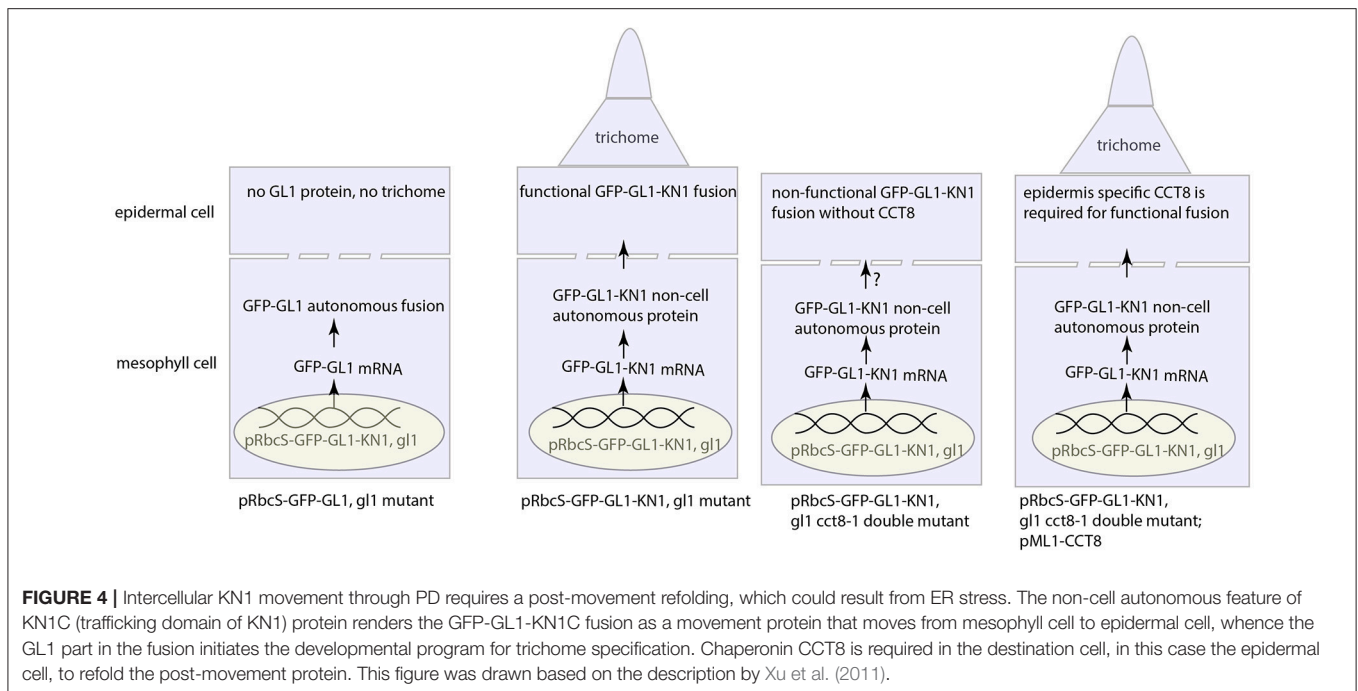 trichome
trichome
no GL1 protein, no trichome
functional GFP-GL1-KN1 fusion
non-functional GFP-GL1-KN1
fusion without CCT8
epidermis specific CCT8 is
required for functional fusion
epidermal cell
?
GFP-GL1 autonomous fusion
GFP-GL1-KN1 non-cell
autonomous protein
GFP-GL1-KN1 non-cell
autonomous protein
GFP-GL1-KN1 non-cell
autonomous protein
mesophyll cell
GFP-GL1 mRNA
GFP-GL1-KN1 mRNA
GFP-GL1-KN1 mRNA
GFP-GL1-KN1 mRNA
pRbcS-GFP-GL1-KN1, gl1
pRbcS-GFP-GL1-KN1, gl1
pRbcS-GFP-GL1-KN1, gl1
pRbcS-GFP-GL1-KN1, gl1
pRbcS-GFP-GL1, gl1 mutant
pRbcS-GFP-GL1-KN1, gl1 mutant
pRbcS-GFP-GL1-KN1,
gl1 cct8-1 double mutant
pRbcS-GFP-GL1-KN1,
gl1 cct8-1 double mutant;
pML1-CCT8
FIGURE 4 | Intercellular KN1 movement through PD requires a post-movement refolding, which could result from ER stress. The non-cell autonomous feature of
KN1C (trafficking domain of KN1) protein renders the GFP-GL1-KN1C fusion as a movement protein that moves from mesophyll cell to epidermal cell, whence the
GL1 part in the fusion initiates the developmental program for trichome specification. Chaperonin CCT8 is required in the destination cell, in this case the epidermal
cell, to refold the post-movement protein. This figure was drawn based on the description by Xu et al. (2011).